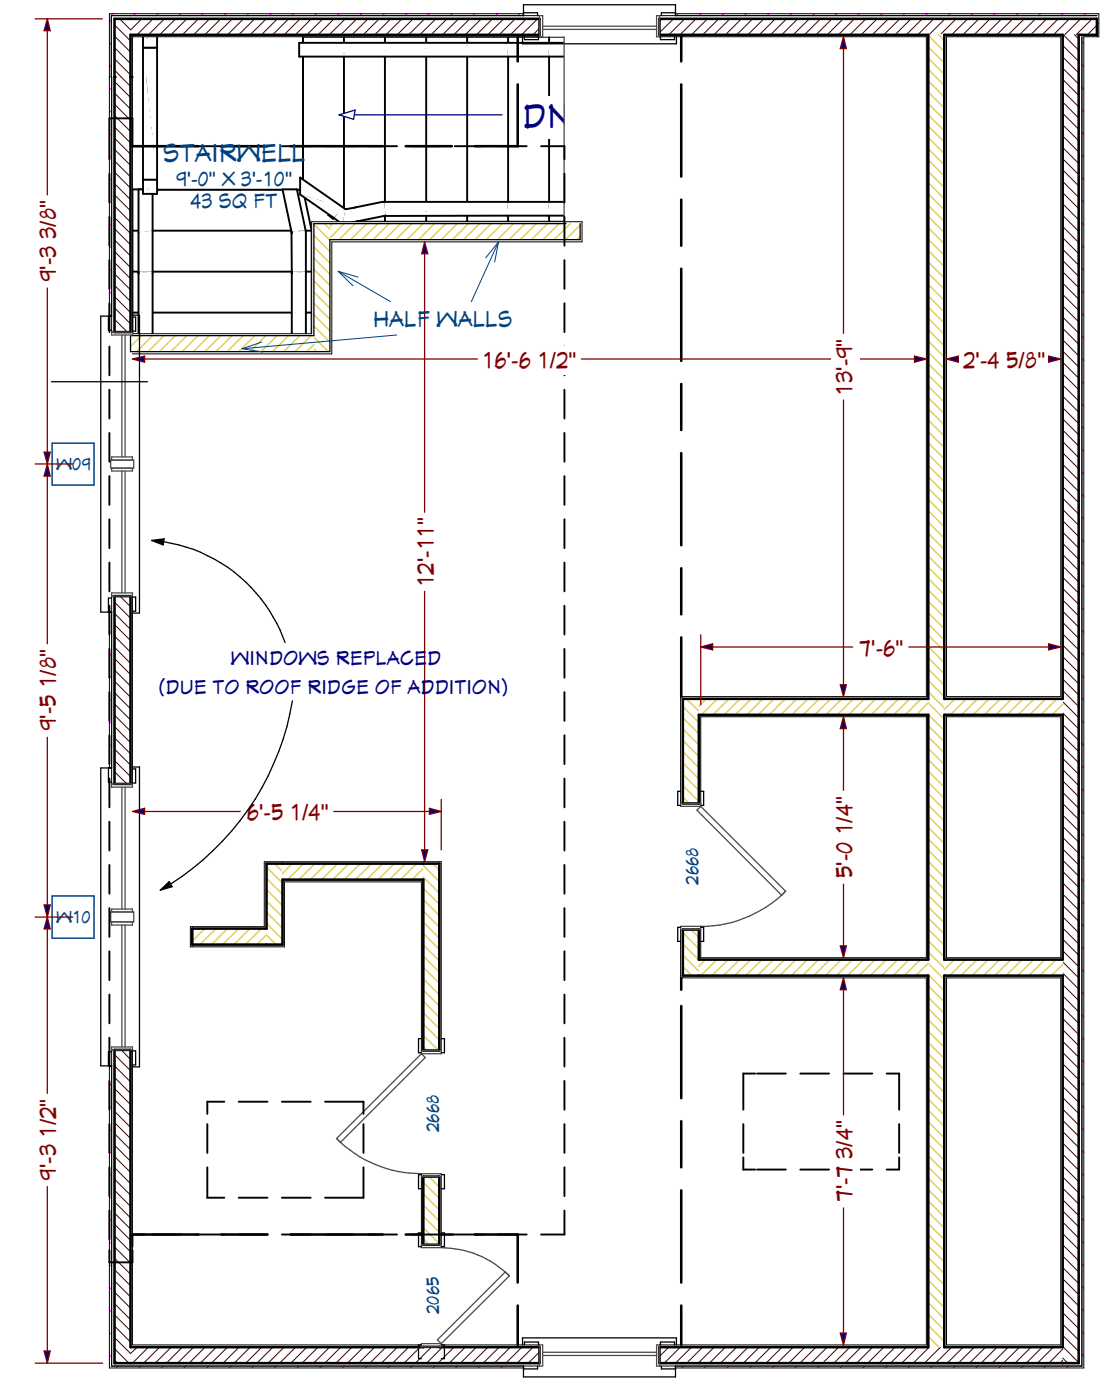 DN
STAIRWELL
9'-0" X 3'-10"
43 SQ FT
9'-3 3/8"
HALF WALLS
16'-6 1/2"
13'-9"
2'-4 5/8"
W09
12'-11"
7'-6"
WINDOWS REPLACED
(DUE TO ROOF RIDGE OF ADDITION)
9'-5 1/8"
6'-5 1/4"
5'-0 1/4"
2668
W10
9'-3 1/2"
2668
7'-7 3/4"
2065